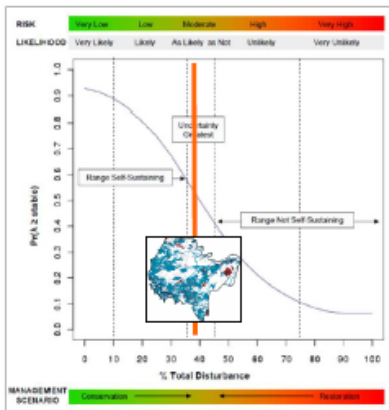 RISK Very Low Low Moderate High Very High
LIKELIHOOD Very Likely Likely As Likely as Not Unlikely Very Unlikely
Uncertainty
Greatest
Range Self-Sustaining
Range Not Self-Sustaining
Pr(λ ≥ stable)
1.0
0.9
0.8
0.7
0.6
0.5
0.4
0.3
0.2
0.1
0.0
0 10 20 30 40 50 60 70 80 90 100
% Total Disturbance
MANAGEMENT
SCENARIO
Conservation Restoration